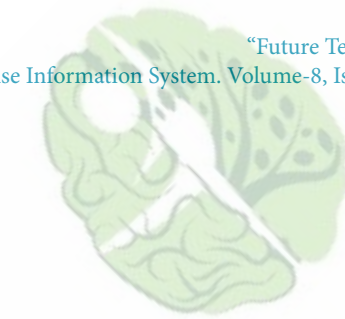 “Future Te
se Information System. Volume-8, Is